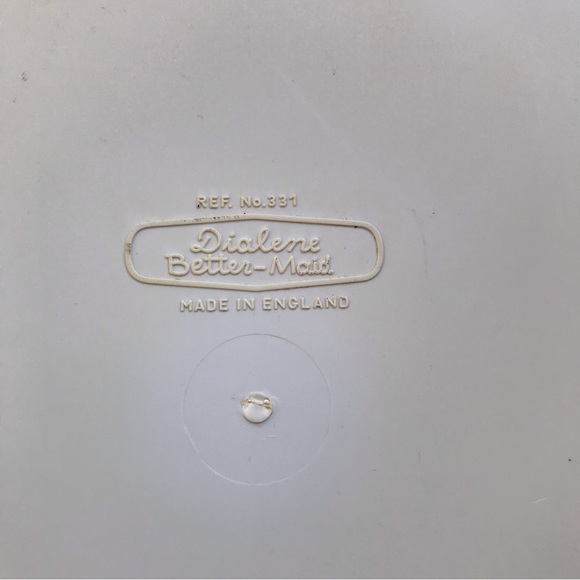 REF. No.331
Dialene
Better-Maid
MADE IN ENGLAND